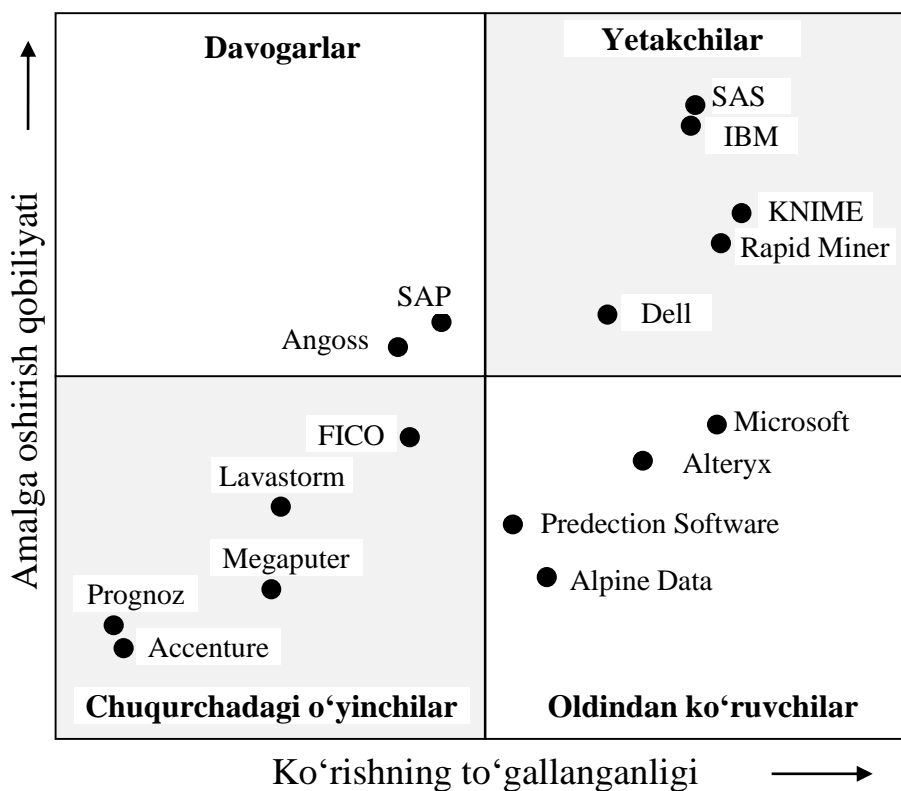 Davogarlar
Yetakchilar
SAS
IBM
KNIME
Rapid Miner
Dell
SAP
Angoss
Amalga oshirish qobiliyati
FICO
Lavastorm
Megaputer
Prognoz
Accenture
Chuqurchadagi o‘yinchilar
Microsoft
Alteryx
Predection Software
Alpine Data
Oldindan ko‘ruvchilar
Ko‘rishning to‘gallanganligi